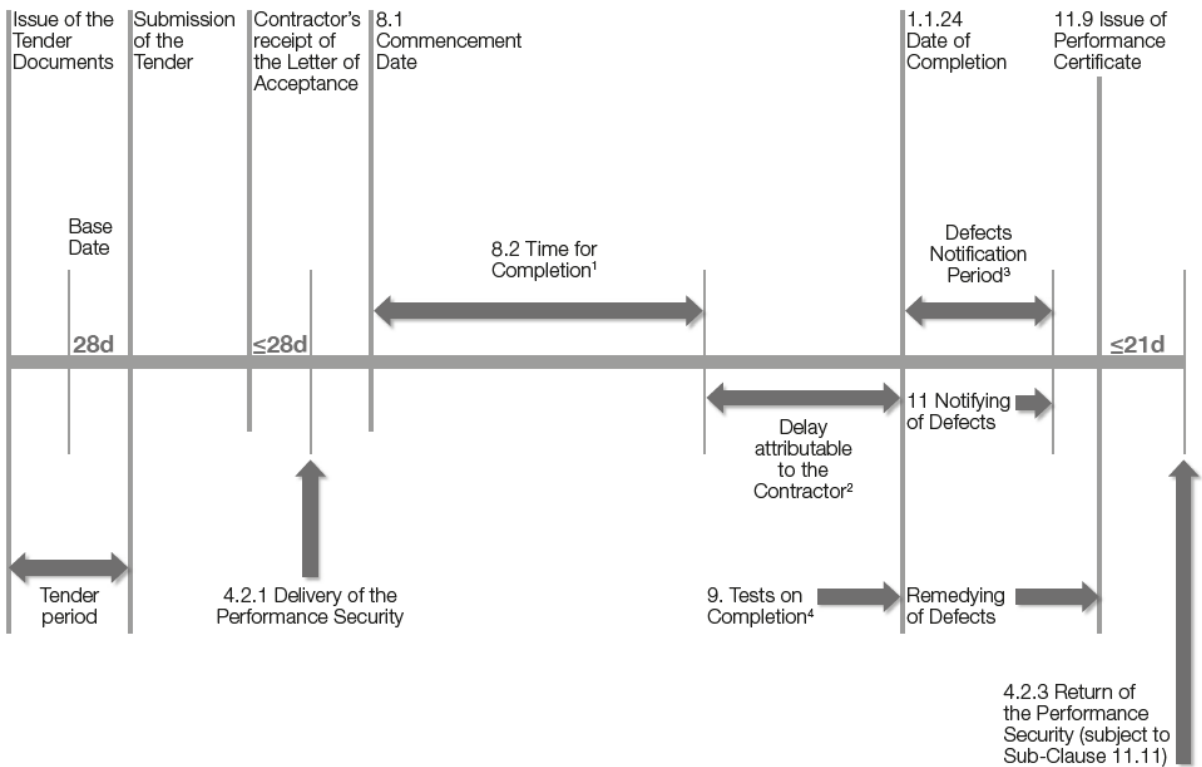 Issue of the
Tender
Documents
Submission
of the
Tender
Contractor's
receipt of
the Letter of
Acceptance
8.1
Commencement
Date
1.1.24
Date of
Completion
11.9 Issue of
Performance
Certificate
Base
Date
8.2 Time for
Completion¹
Defects
Notification
Period³
28d
≤28d
≤21d
Delay
attributable
to the
Contractor²
11 Notifying
of Defects
Tender
period
4.2.1 Delivery of the
Performance Security
9. Tests on
Completion⁴
Remedying
of Defects
4.2.3 Return of
the Performance
Security (subject to
Sub-Clause 11.11)